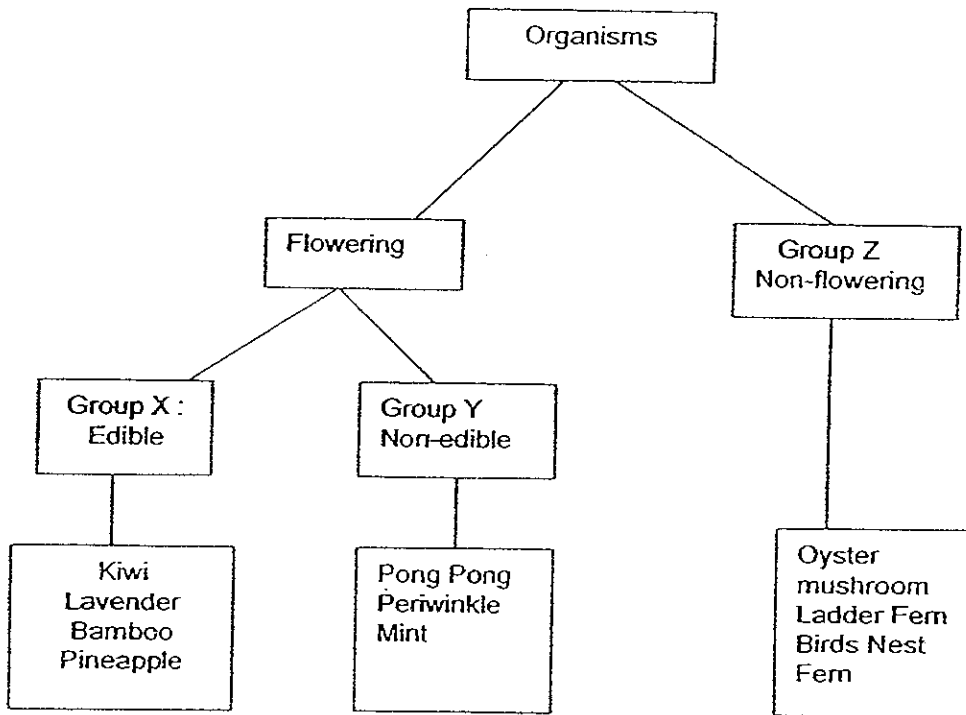 Organisms
Flowering
Group Z
Non-flowering
Group X :
Edible
Group Y
Non-edible
Kiwi
Lavender
Bamboo
Pineapple
Pong Pong
Periwinkle
Mint
Oyster
mushroom
Ladder Fern
Birds Nest
Fern